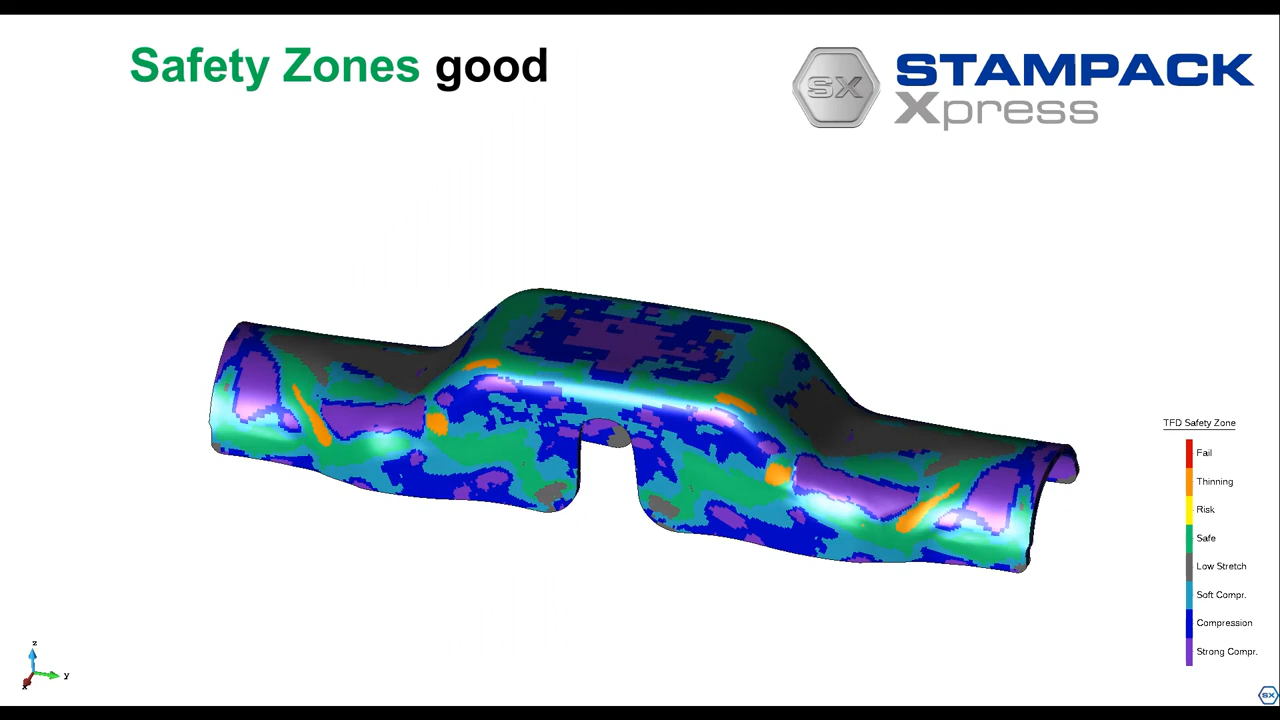 Safety Zones good
SX
STAMPACK
Xpress
TFD Safety Zone
Fail
Thinning
Risk
Safe
Low Stretch
Soft Compr.
Compression
Strong Compr.
z
y
x
SX